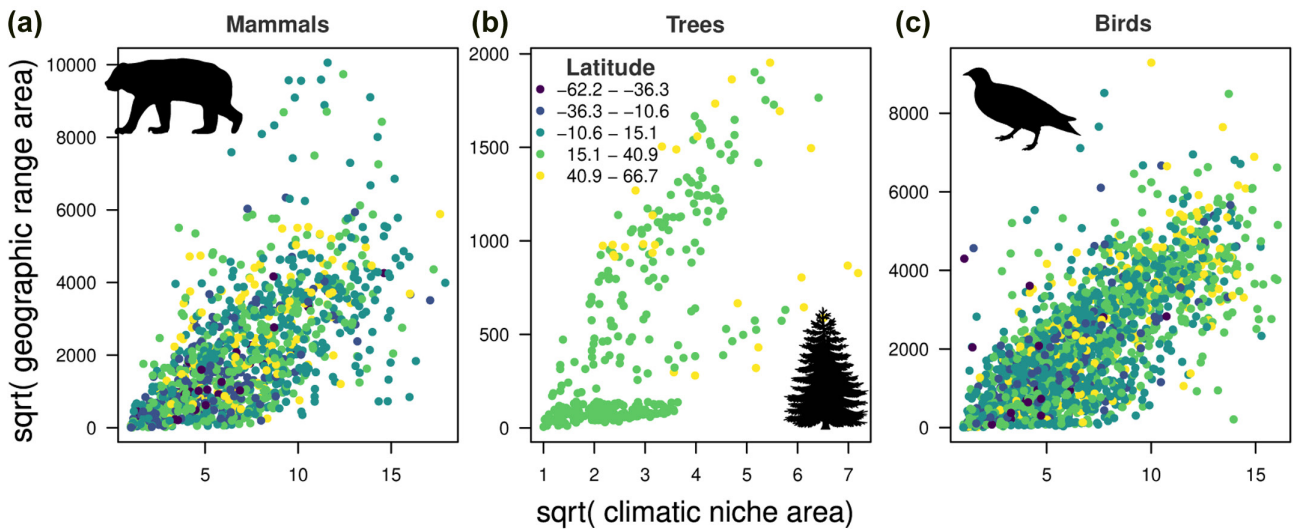 (a) Mammals (b) Trees (c) Birds
sqrt( geographic range area)
10000
8000
6000
4000
2000
0
5 10 15
2000
1500
1000
500
0
1 2 3 4 5 6 7
Latitude
−62.2 − −36.3
−36.3 − −10.6
−10.6 − 15.1
15.1 − 40.9
40.9 − 66.7
8000
6000
4000
2000
0
5 10 15
sqrt( climatic niche area)